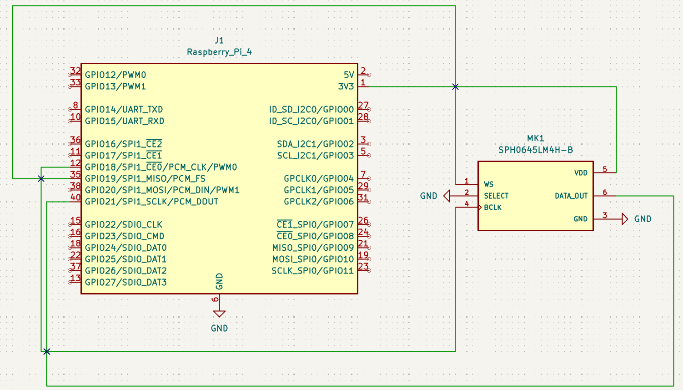 J1
Raspberry_Pi_4
32 GPIO12/PWM0
33 GPIO13/PWM1
8 GPIO14/UART_TXD
10 GPIO15/UART_RXD
36 GPIO16/SPI1_CE2
11 GPIO17/SPI1_CE1
12 GPIO18/SPI1_CE0/PCM_CLK/PWM0
35 GPIO19/SPI1_MISO/PCM_FS
38 GPIO20/SPI1_MOSI/PCM_DIN/PWM1
40 GPIO21/SPI1_SCLK/PCM_DOUT
15 GPIO22/SDIO_CLK
16 GPIO23/SDIO_CMD
18 GPIO24/SDIO_DAT0
22 GPIO25/SDIO_DAT1
37 GPIO26/SDIO_DAT2
13 GPIO27/SDIO_DAT3
5V 2
3V3 1
ID_SD_I2C0/GPIO00 27
ID_SC_I2C0/GPIO01 28
SDA_I2C1/GPIO02 3
SCL_I2C1/GPIO03 5
GPCLK0/GPIO04 7
GPCLK1/GPIO05 29
GPCLK2/GPIO06 31
CE1_SPI0/GPIO07 26
CE0_SPI0/GPIO08 24
MISO_SPI0/GPIO09 21
MOSI_SPI0/GPIO10 19
SCLK_SPI0/GPIO11 23
GND
6
GND
MK1
SPH0645LM4H-B
1 WS
GND 2 SELECT
4 BCLK
VDD 5
DATA_OUT 6
GND 3 GND